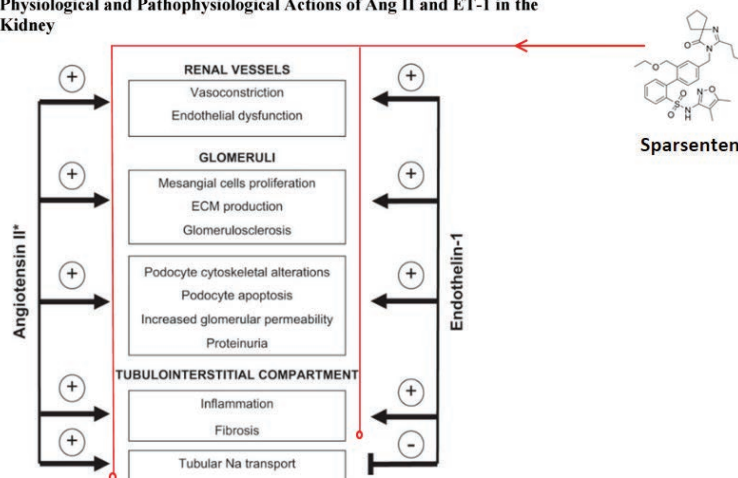 Physiological and Pathophysiological Actions of Ang II and ET-1 in the
Kidney
RENAL VESSELS
+
+
Vasoconstriction
Endothelial dysfunction
GLOMERULI
+
+
Mesangial cells proliferation
ECM production
Glomerulosclerosis
+
+
Podocyte cytoskeletal alterations
Podocyte apoptosis
Increased glomerular permeability
Proteinuria
TUBULOINTERSTITIAL COMPARTMENT
+
+
Inflammation
Fibrosis
+
-
Tubular Na transport
Angiotensin II*
Endothelin-1
N
O
N
O
O
S
O
N
H
N
O
Sparsenten